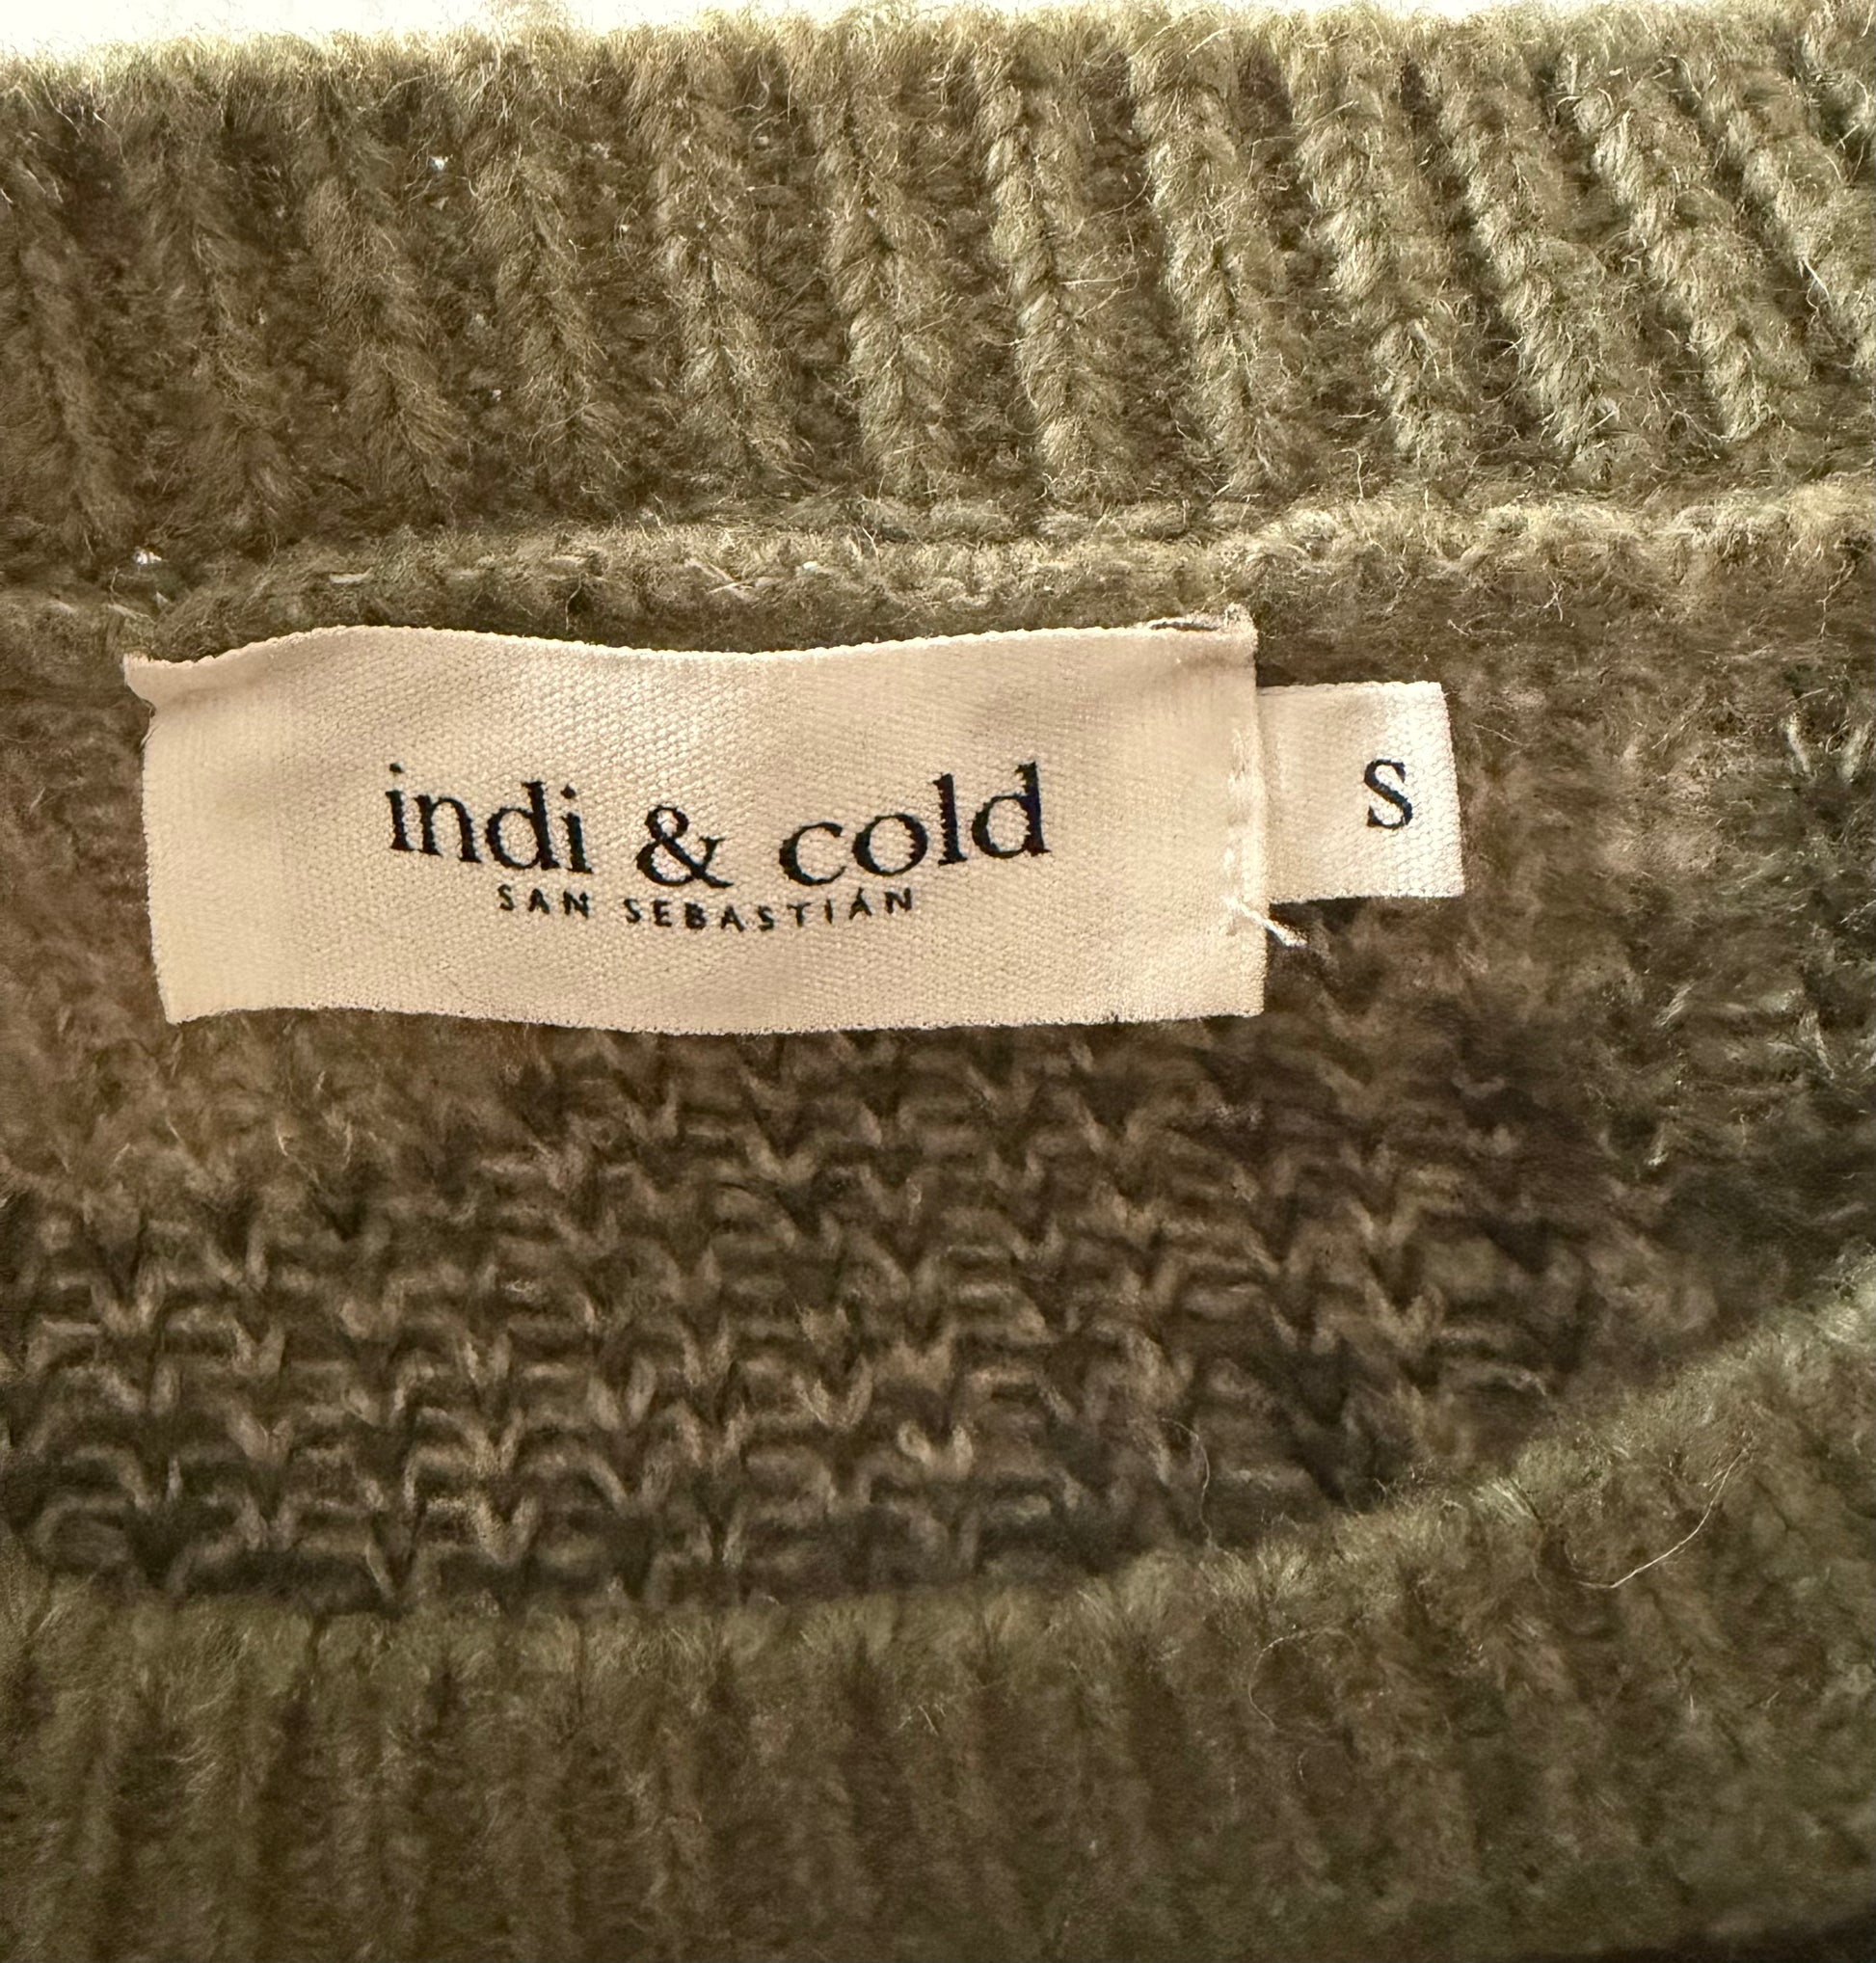 indi & cold
SAN SEBASTIÁN
S